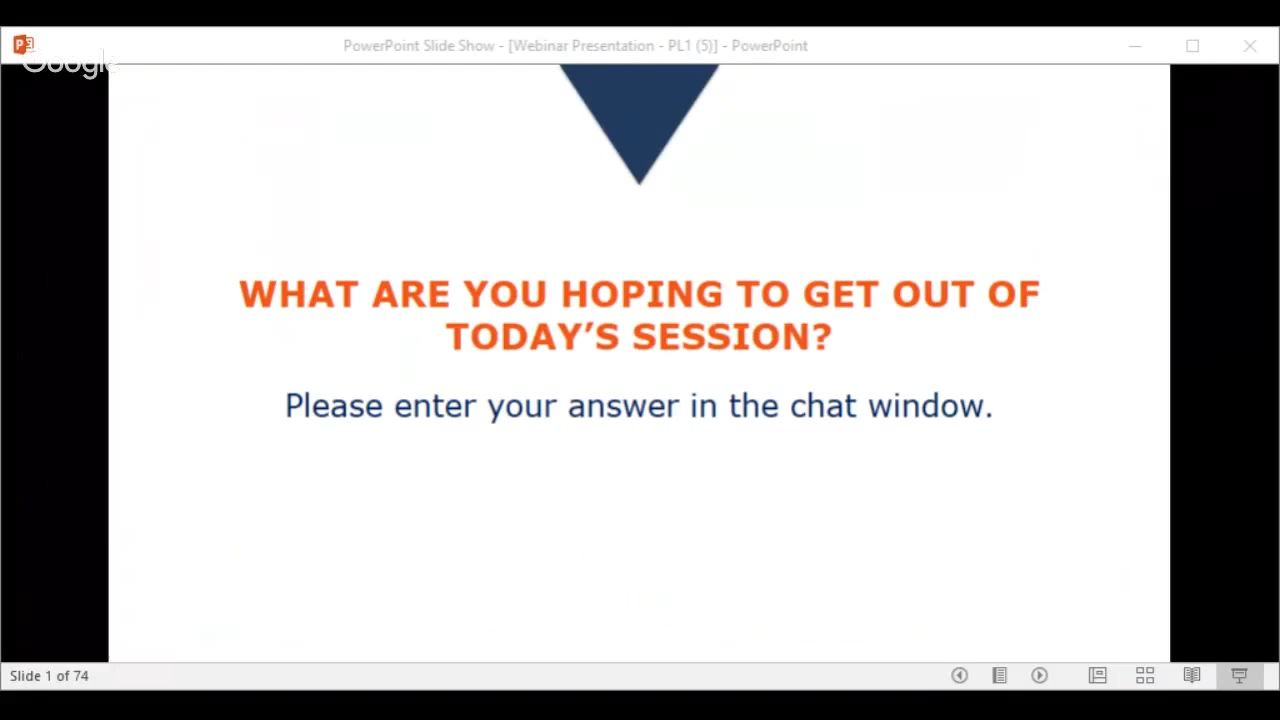 PowerPoint Slide Show - [Webinar Presentation - PL1 (5)] - PowerPoint
Google
WHAT ARE YOU HOPING TO GET OUT OF
TODAY’S SESSION?
Please enter your answer in the chat window.
Slide 1 of 74